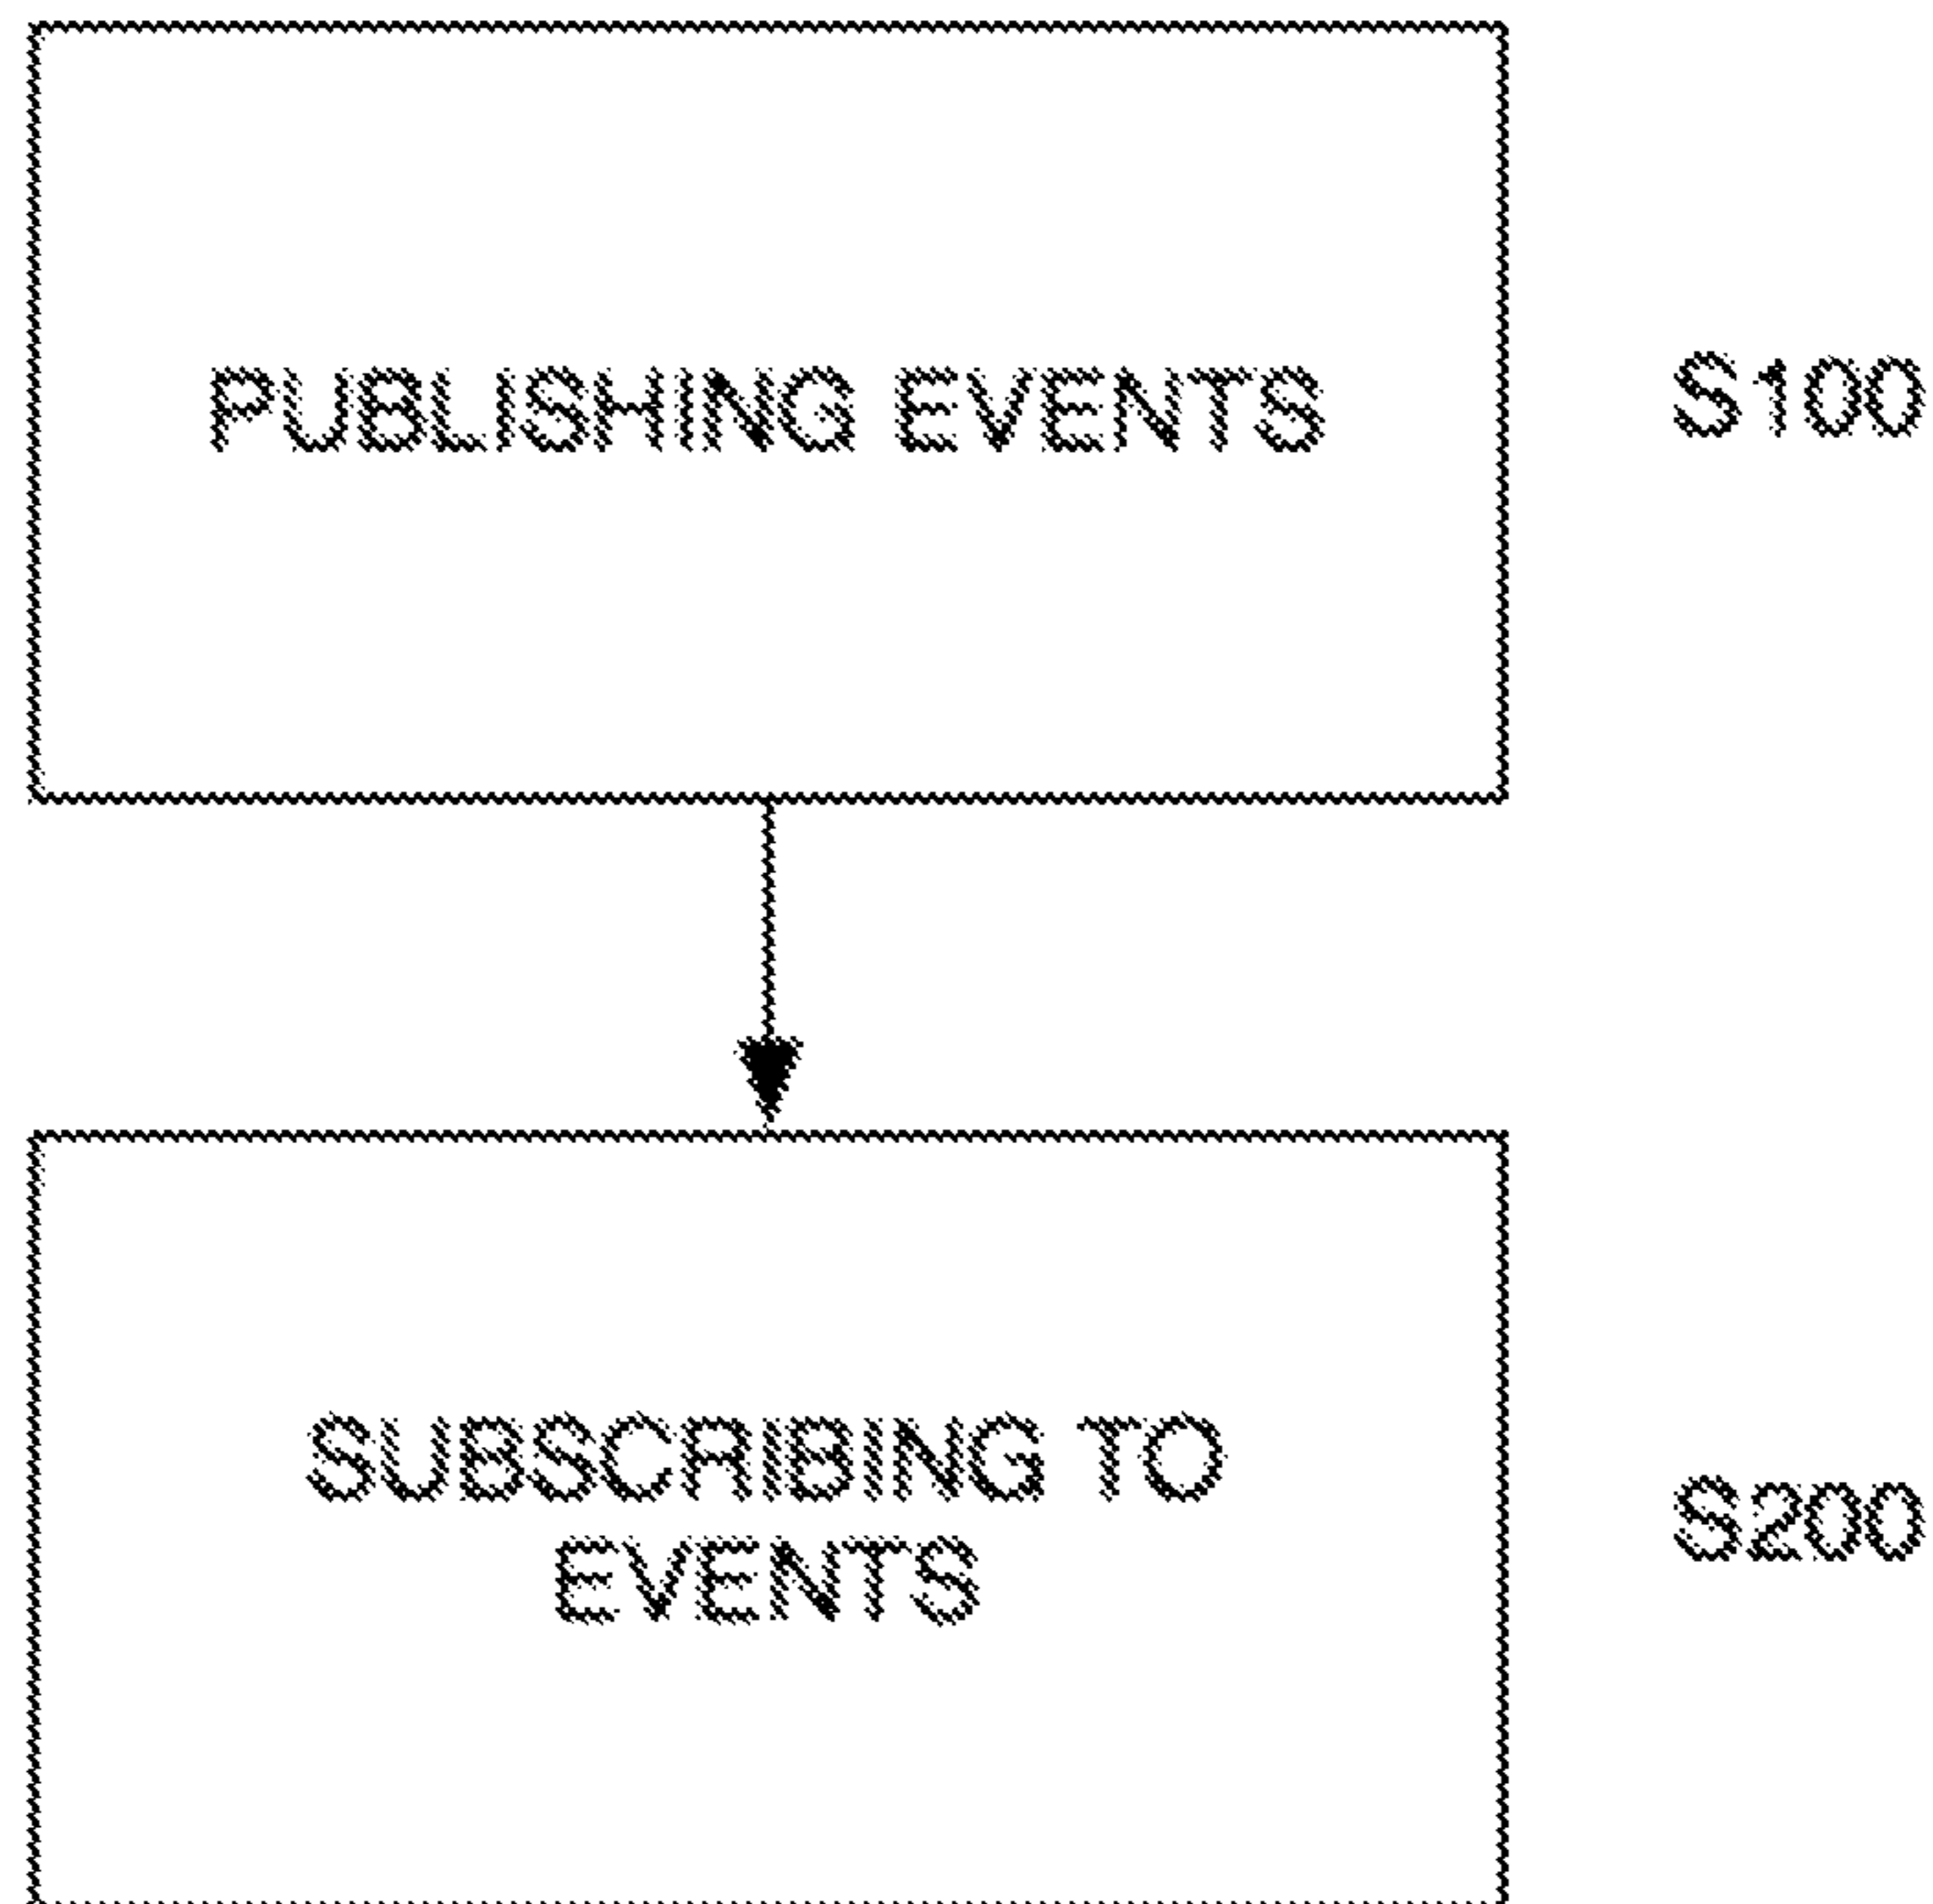 PUBLISHING EVENTS
S100
SUBSCRIBING TO
EVENTS
S200